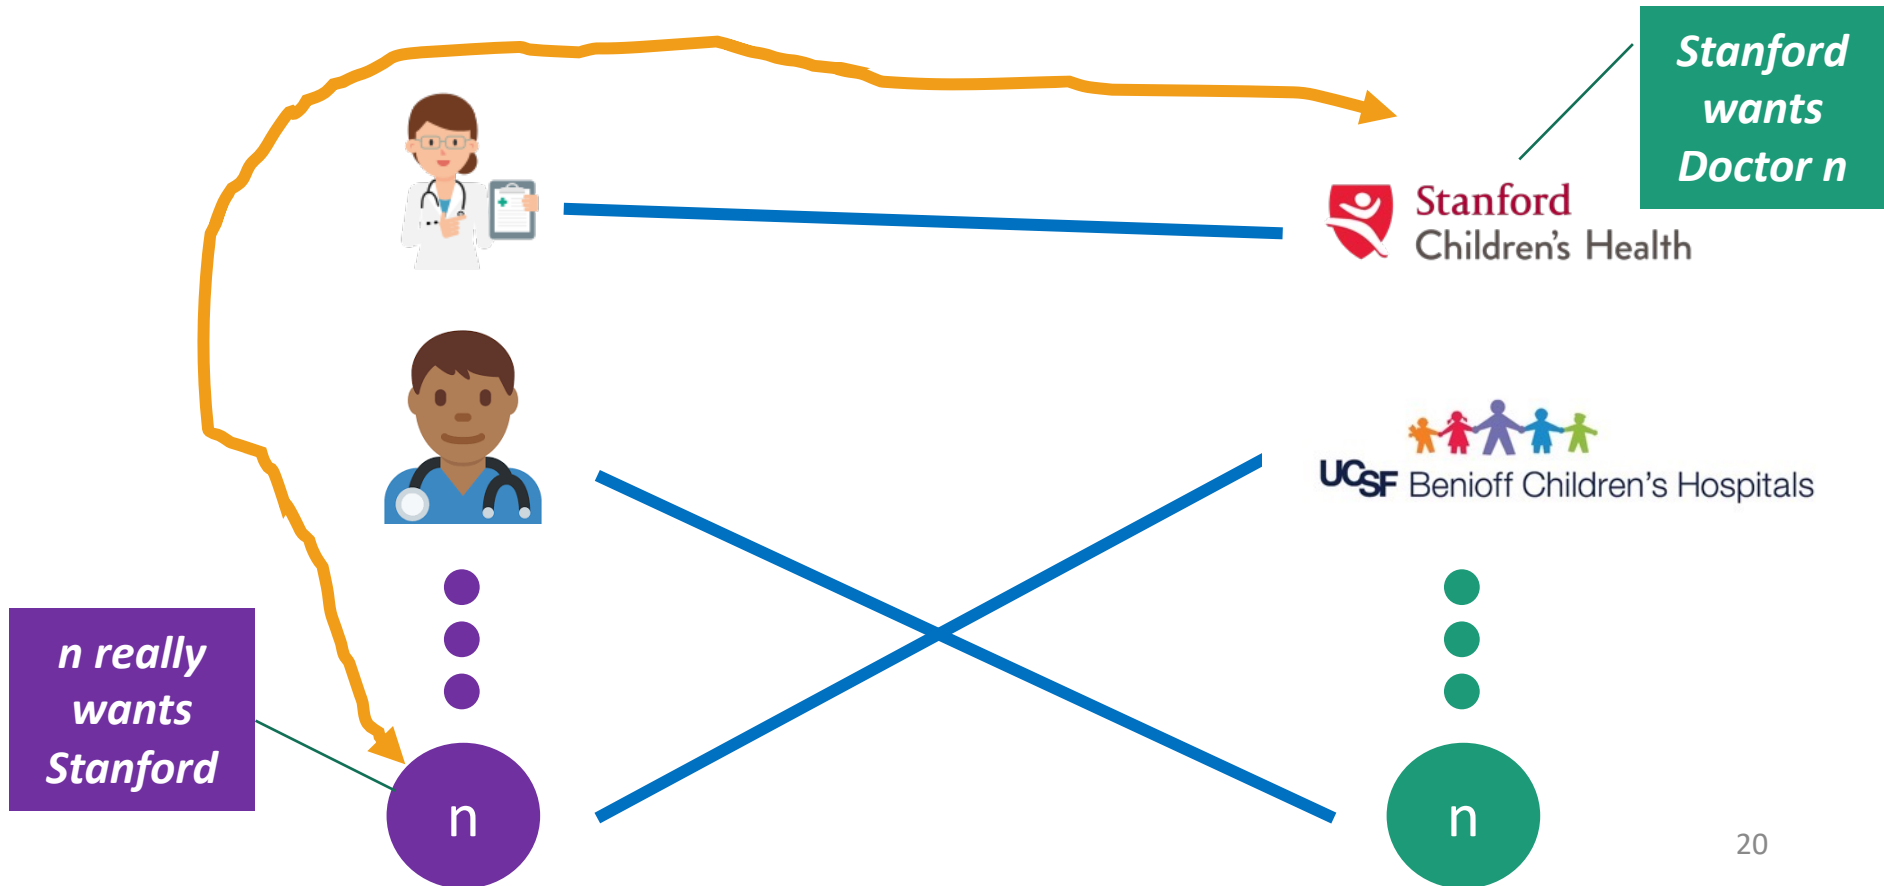 Stanford
wants
Doctor n
Stanford
Children's Health
UCSF Benioff Children's Hospitals
n really
wants
Stanford
n
n
20